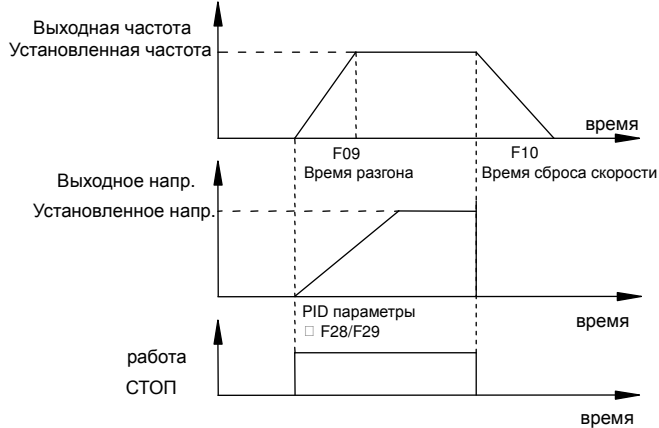 Выходная частота
Установленная частота
время
F09
F10
Время разгона
Время сброса скорости
Выходное напр.
Установленное напр.
PID параметры
□ F28/F29
время
работа
СТОП
время